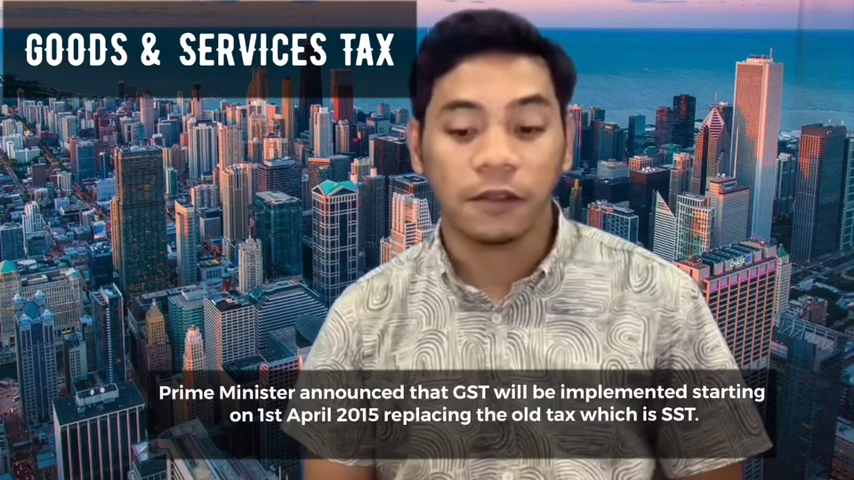 GOODS & SERVICES TAX
CHASE
Prime Minister announced that GST will be implemented starting
on 1st April 2015 replacing the old tax which is SST.